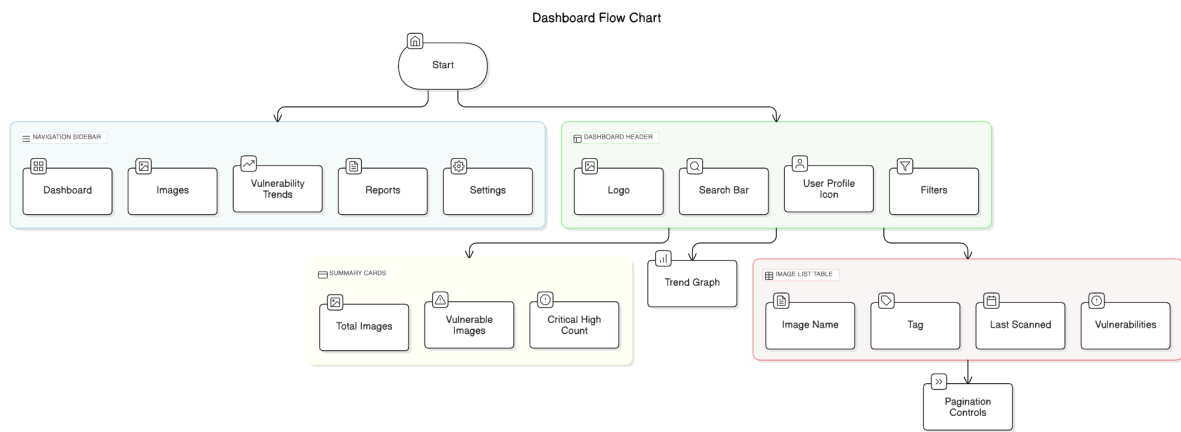 Dashboard Flow Chart
Start
NAVIGATION SIDEBAR
Dashboard
Images
Vulnerability
Trends
Reports
Settings
DASHBOARD HEADER
Logo
Search Bar
User Profile
Icon
Filters
SUMMARY CARDS
Total Images
Vulnerable
Images
Critical High
Count
Trend Graph
IMAGE LIST TABLE
Image Name
Tag
Last Scanned
Vulnerabilities
Pagination
Controls